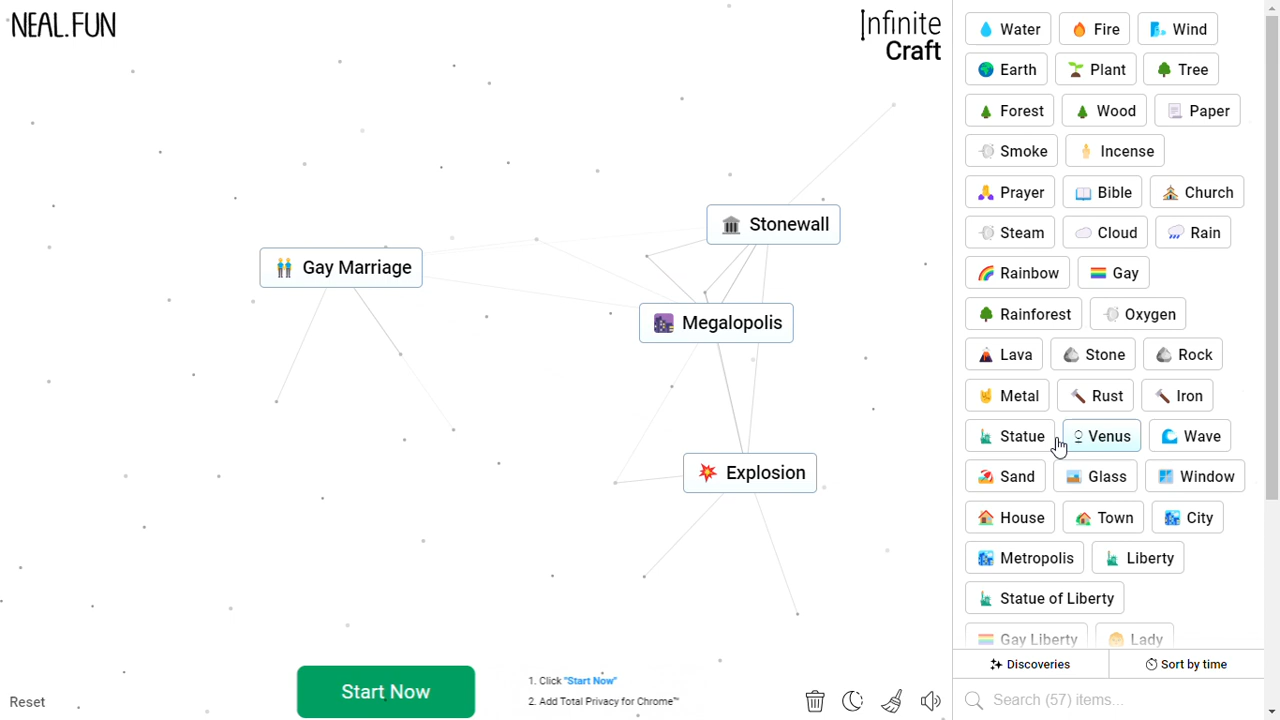 NEAL.FUN
Infinite
Craft
Stonewall
Gay Marriage
Megalopolis
Explosion
Start Now
1. Click "Start Now"
2. Add Total Privacy for Chrome™
Reset
Water Fire Wind
Earth Plant Tree
Forest Wood Paper
Smoke Incense
Prayer Bible Church
Steam Cloud Rain
Rainbow Gay
Rainforest Oxygen
Lava Stone Rock
Metal Rust Iron
Statue Venus Wave
Sand Glass Window
House Town City
Metropolis Liberty
Statue of Liberty
Gay Liberty Lady
Discoveries Sort by time
Search (57) items...